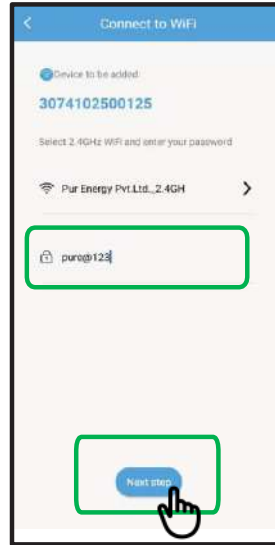 Connect to WiFi
Device to be added:
3074102500125
Select 2.4GHz WiFi and enter your password
Pur Energy Pvt.Ltd._2.4GH
pure@123
Next step